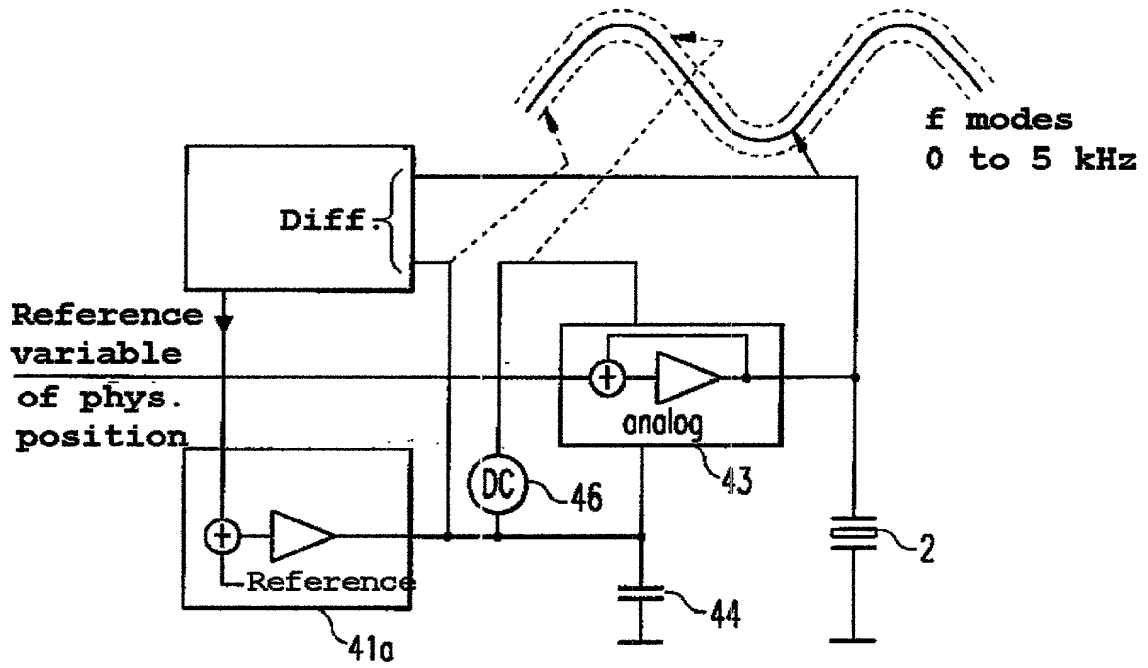 f modes
0 to 5 kHz
Diff.
Reference
variable
of phys.
position
+
analog
43
DC
46
+
Reference
41a
44
2